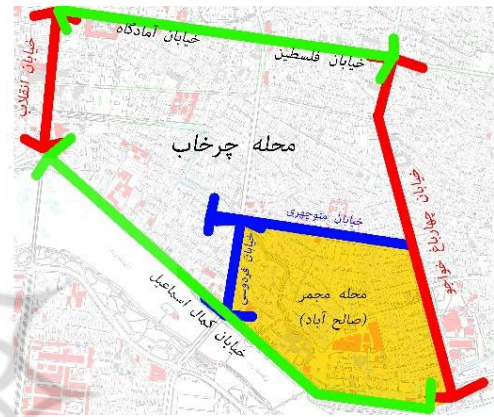 خیابان آمادگاه
خیابان فلسطین
خیابان انقلاب
محله چرخاب
خیابان چهارباغ خواجو
خیابان منوچهری
خیابان فردوسی
محله مجمر
(صالح آباد)
خیابان کمال اسماعیل